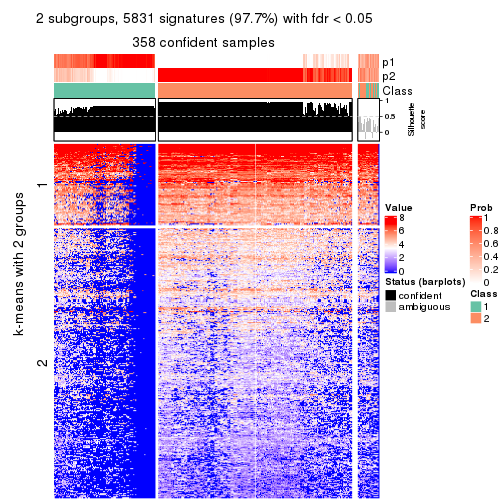 2 subgroups, 5831 signatures (97.7%) with fdr < 0.05
358 confident samples
p1
p2
Class
1
0.5
0
Silhouette
score
k-means with 2 groups
1
2
Value
8
6
4
2
0
Status (barplots)
confident
ambiguous
Prob
1
0.8
0.6
0.4
0.2
0
Class
1
2